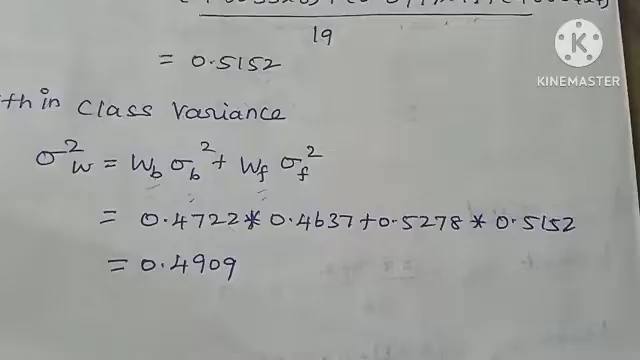 19
= 0.5152
KINEMASTER
thin class variance
σ²w = Wb σb² + Wf σf²
= 0.4722 * 0.4637 + 0.5278 * 0.5152
= 0.4909